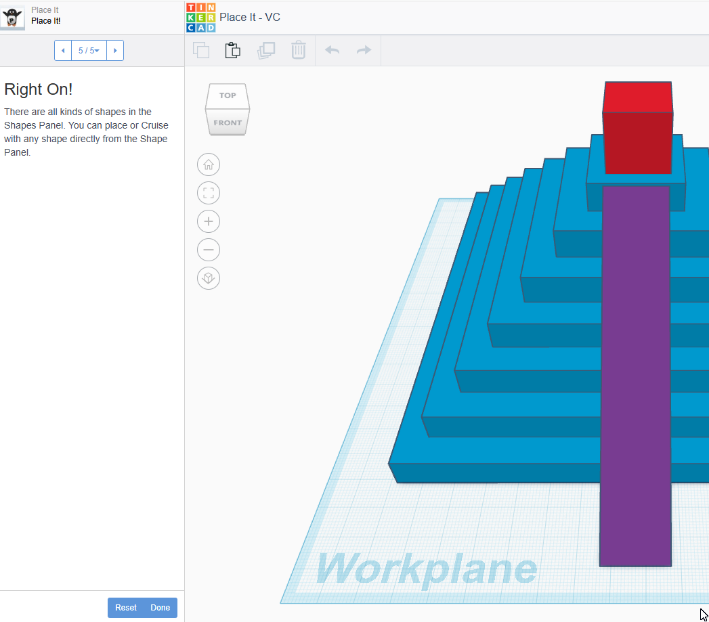 Place It
Place It!
TIN
KER
CAD
Place It - VC
5 / 5
Right On!
There are all kinds of shapes in the
Shapes Panel. You can place or Cruise
with any shape directly from the Shape
Panel.
TOP
FRONT
Workplane
Reset Done